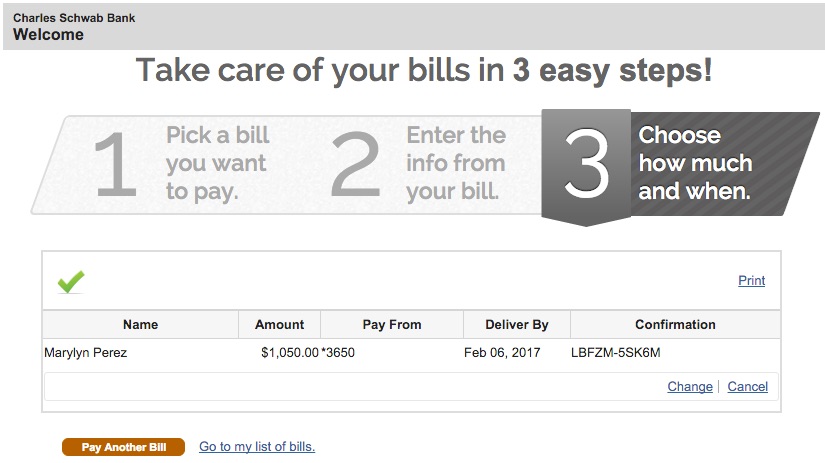 Charles Schwab Bank
Welcome
Take care of your bills in 3 easy steps!
1 Pick a bill
you want
to pay.
2 Enter the
info from
your bill.
3 Choose
how much
and when.
Print
Name Amount Pay From Deliver By Confirmation
Marylyn Perez $1,050.00 *3650 Feb 06, 2017 LBFZM-5SK6M
Change | Cancel
Pay Another Bill Go to my list of bills.